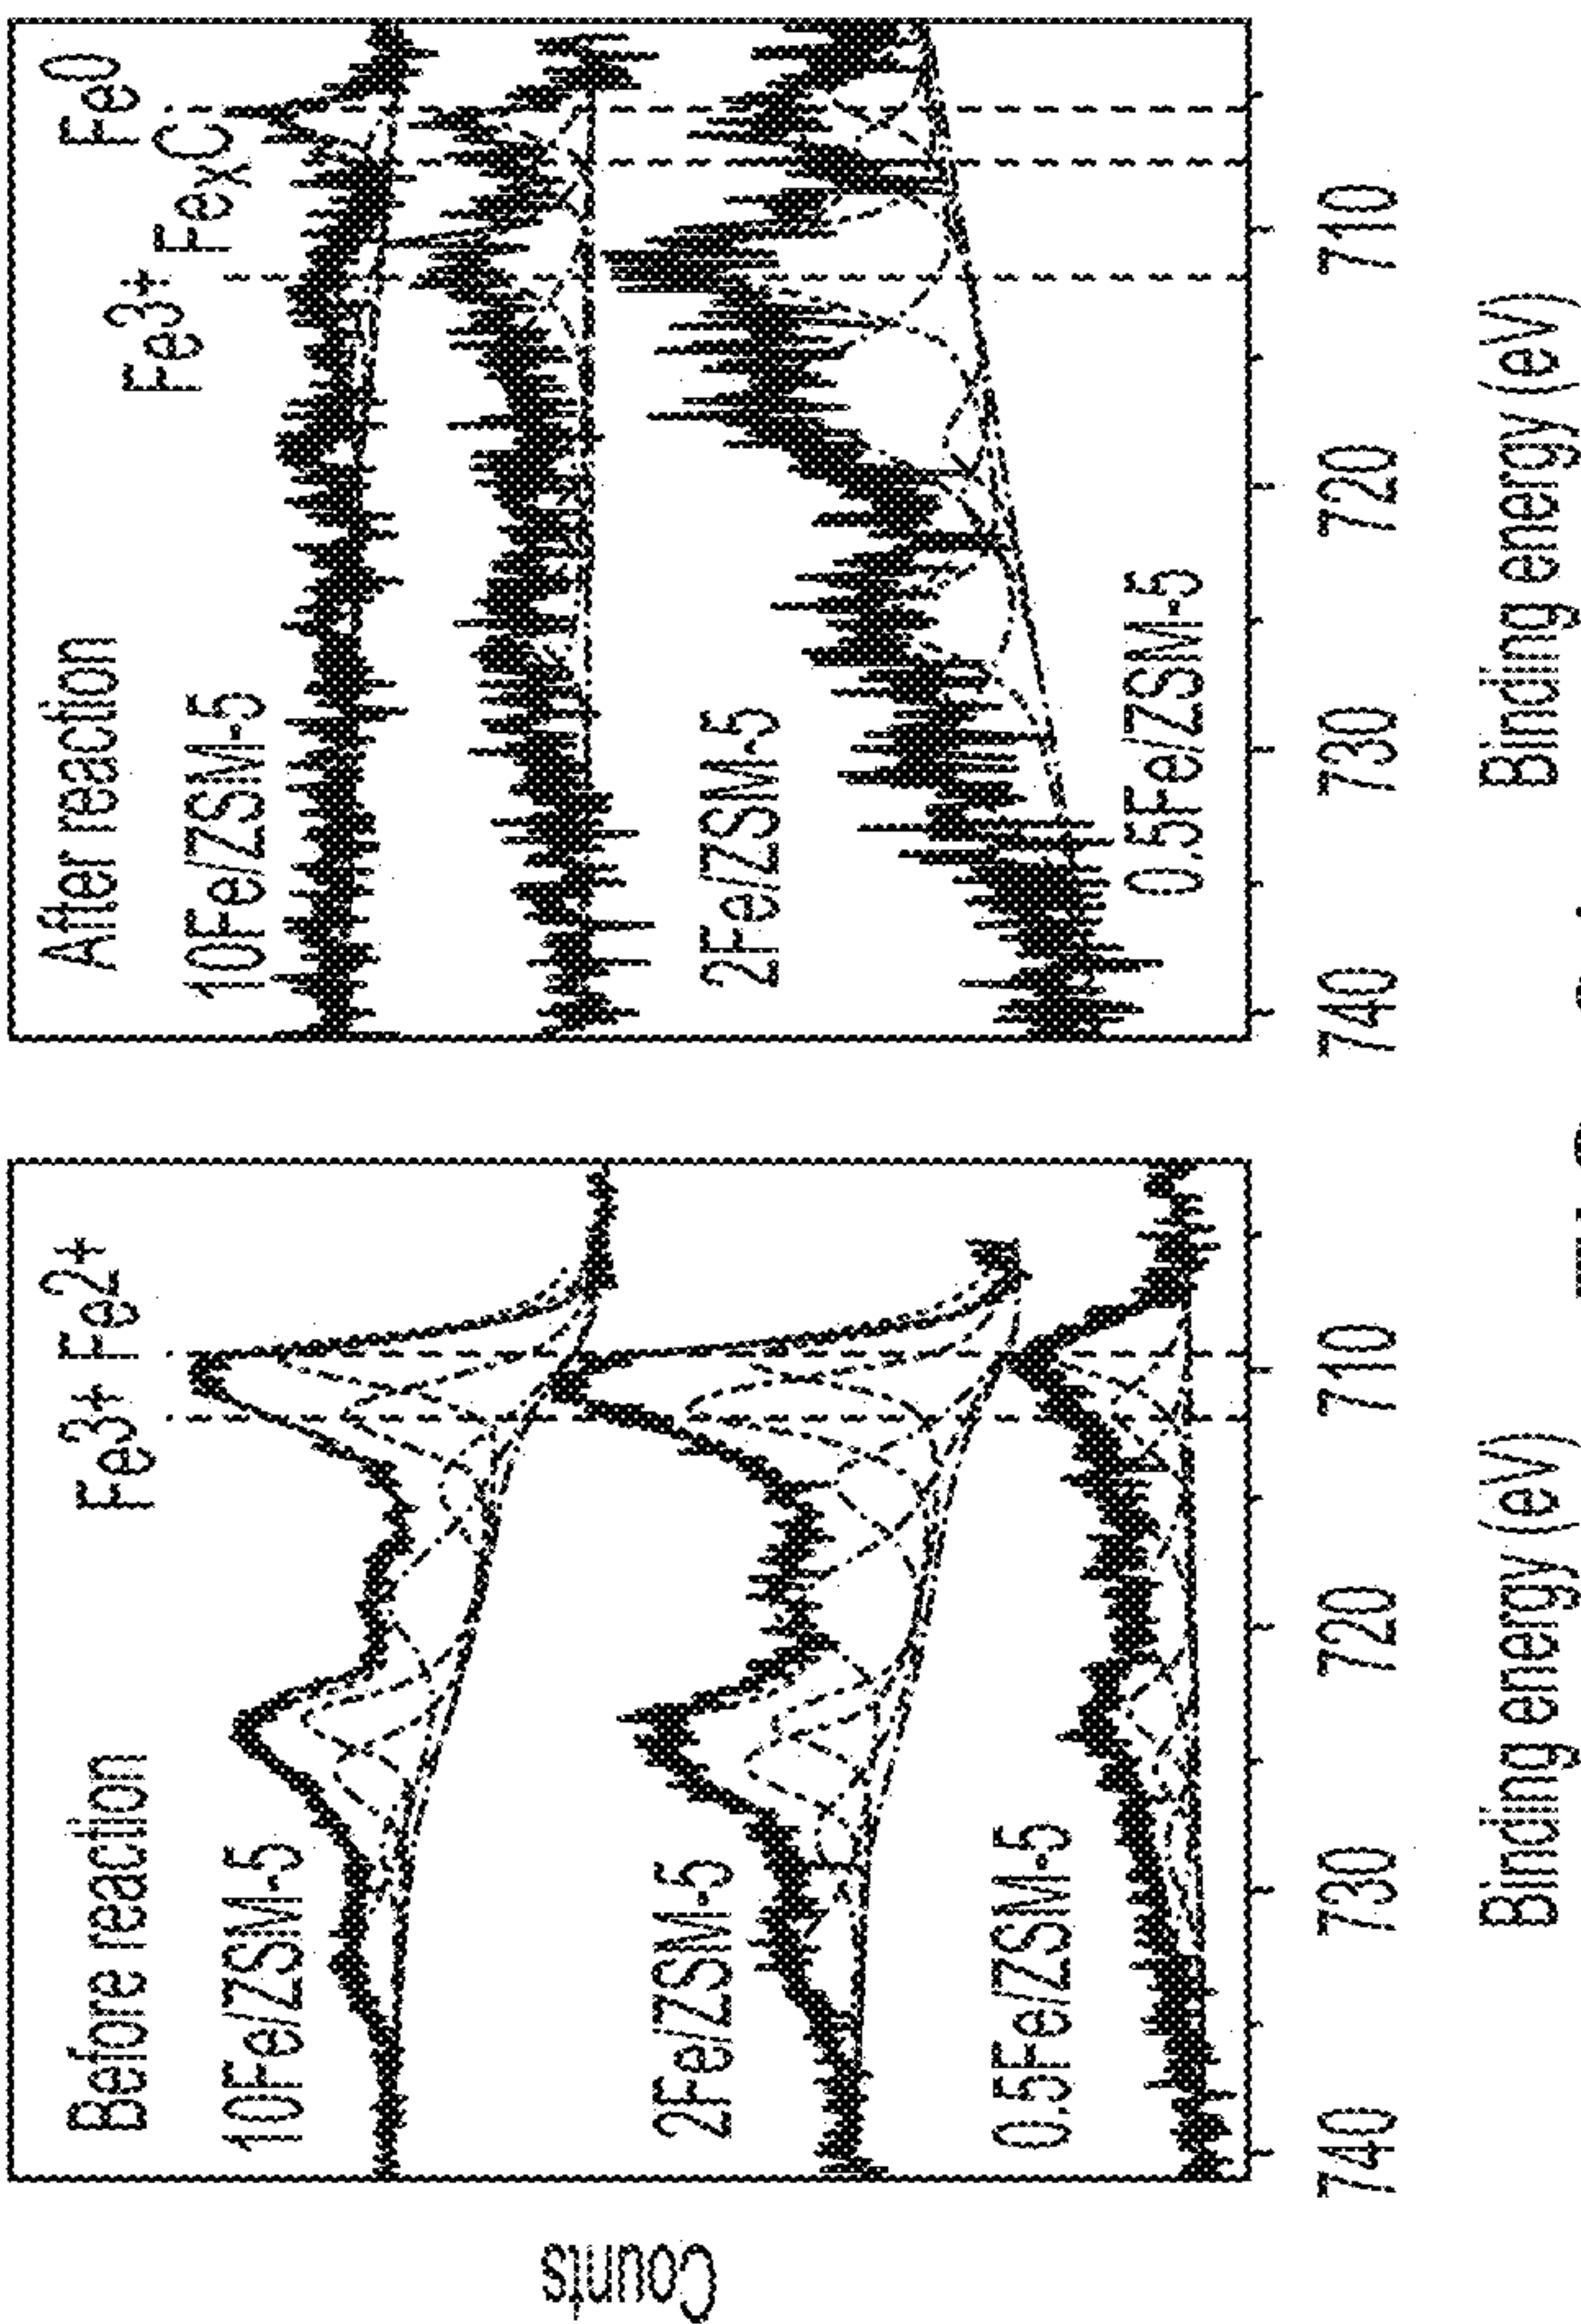 Counts
Before reaction
Fe3+ Fe2+
10Fe/ZSM-5
2Fe/ZSM-5
0.5Fe/ZSM-5
740 730 720 710
Binding energy (eV)
After reaction
Fe3+ FexC Fe0
10Fe/ZSM-5
2Fe/ZSM-5
0.5Fe/ZSM-5
740 730 720 710
Binding energy (eV)